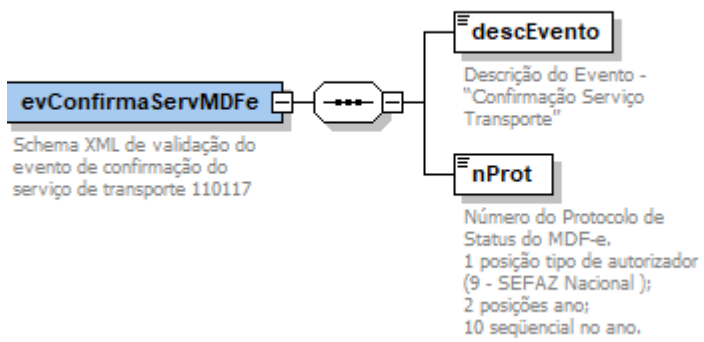 descEvento
Descrição do Evento -
"Confirmação Serviço
Transporte"
evConfirmaServMDFe
Schema XML de validação do
evento de confirmação do
serviço de transporte 110117
nProt
Número do Protocolo de
Status do MDF-e.
1 posição tipo de autorizador
(9 - SEFAZ Nacional );
2 posições ano;
10 seqüencial no ano.